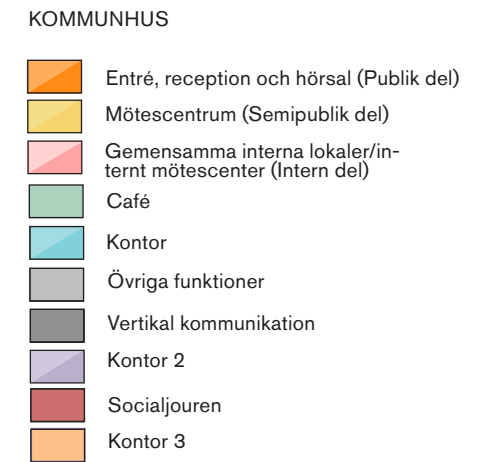 KOMMUNHUS
Entré, reception och hörsal (Publik del)
Mötescentrum (Semipublik del)
Gemensamma interna lokaler/in-
ternt mötescenter (Intern del)
Café
Kontor
Övriga funktioner
Vertikal kommunikation
Kontor 2
Socialjouren
Kontor 3